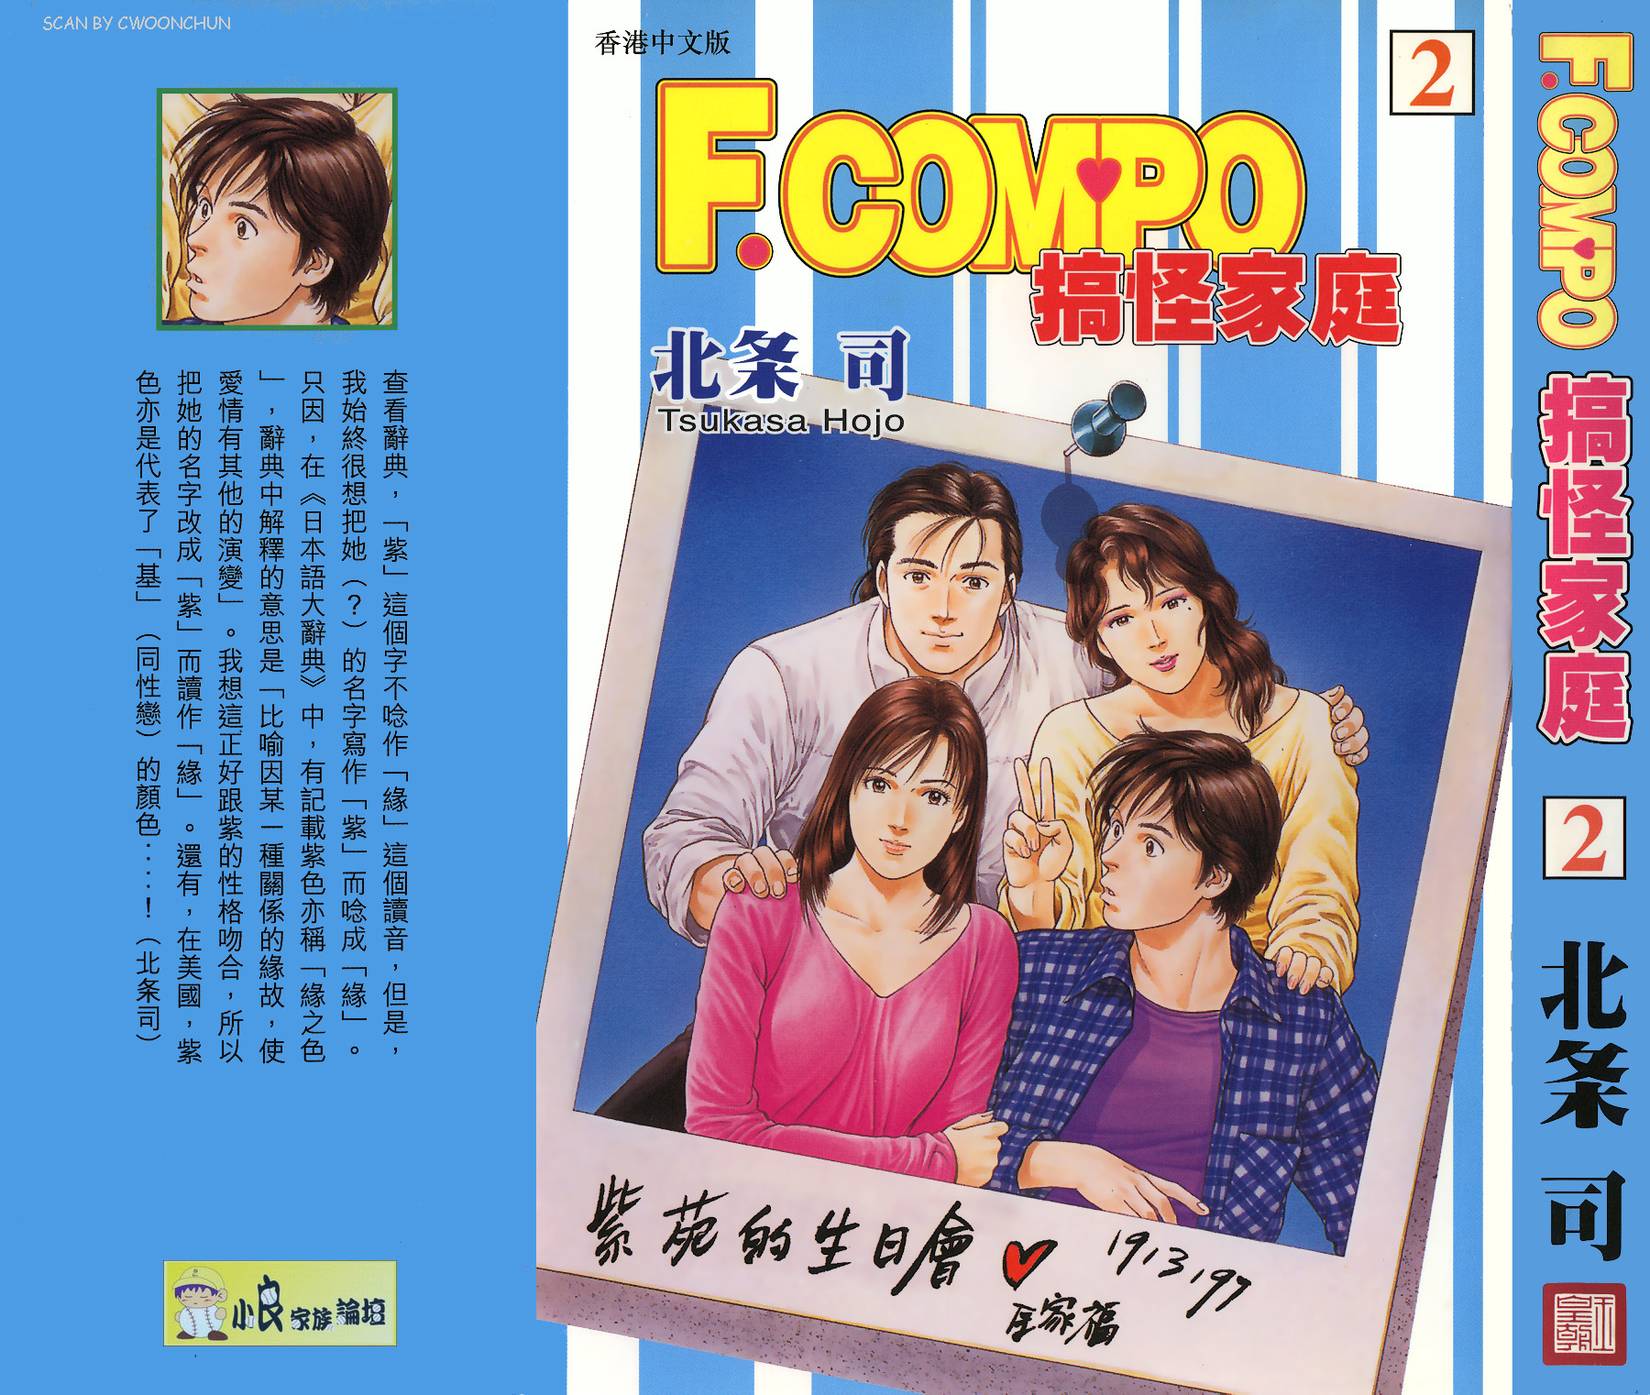 SCAN BY CWOONCHUN
查看辭典，「紫」這個字不唸作「緣」這個讀音，但是，
我始終很想把她（？）的名字寫作「紫」而唸成「緣」。
只因，在《日本語大辭典》中，有記載紫色亦稱「緣之色
」，辭典中解釋的意思是「比喻因某一種關係的緣故，使
愛情有其他的演變」。我想這正好跟紫的性格吻合，所以
把她的名字改成「紫」而讀作「緣」。還有，在美國，紫
色亦是代表了「基」（同性戀）的顏色……！（北条司）
小良家族論壇
香港中文版
2
F.COMPO
搞怪家庭
北条 司
Tsukasa Hojo
紫苑的生日會 1913,97
全家福
F.COMPO
搞怪家庭
2
北条 司
玉皇朝